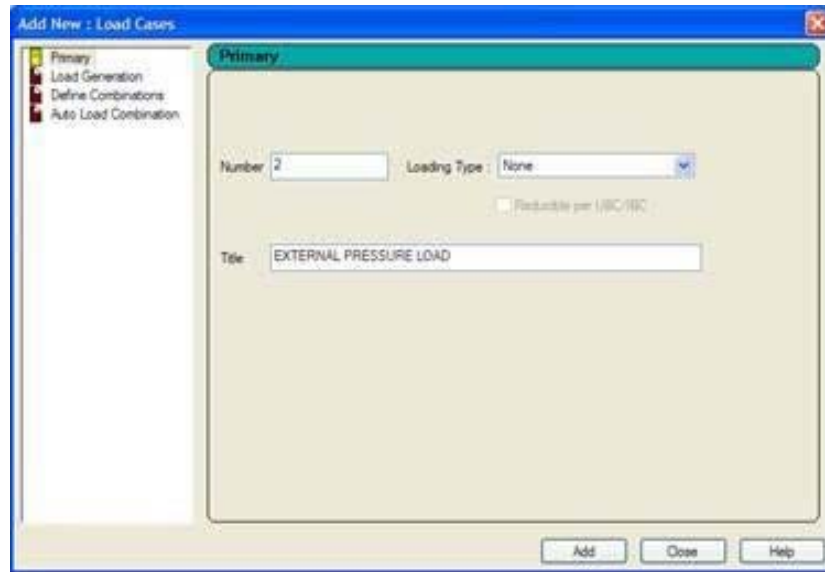 Add New : Load Cases
Primary
Load Generation
Define Combinations
Auto Load Combination
Primary
Number 2 Loading Type : None
Reducible per UBC/IBC
Title EXTERNAL PRESSURE LOAD
Add Close Help